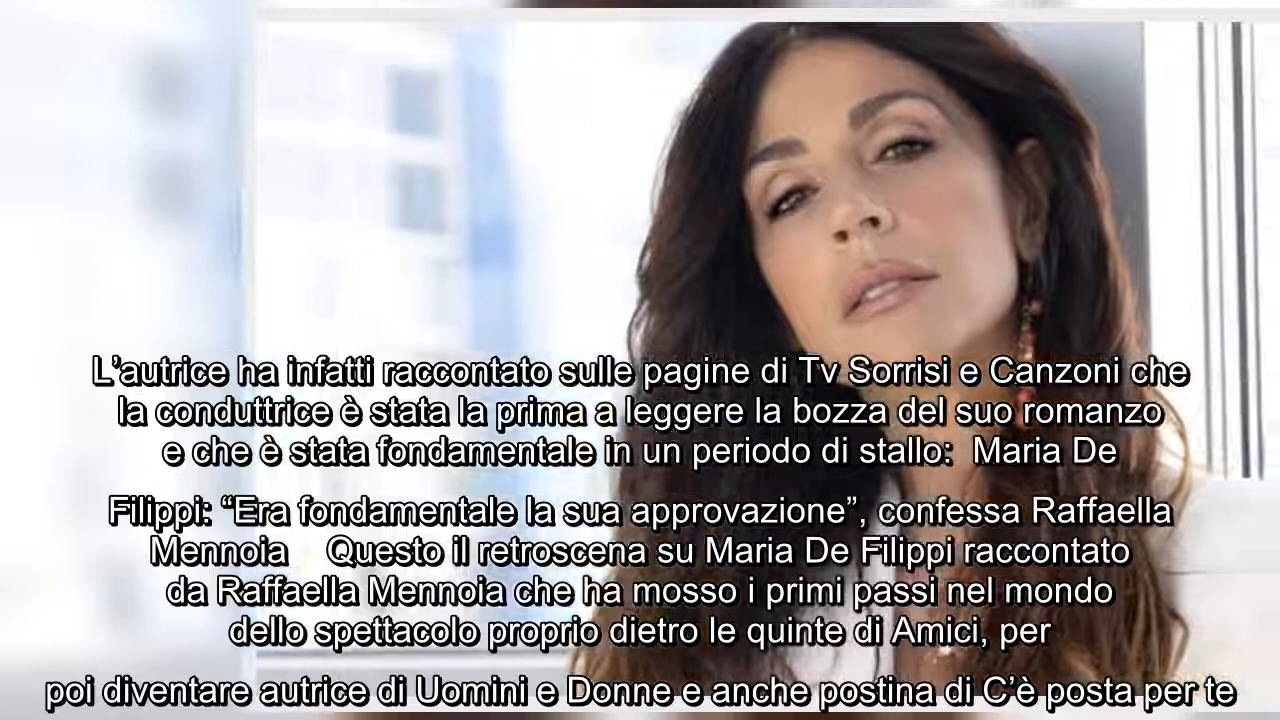 L’autrice ha infatti raccontato sulle pagine di Tv Sorrisi e Canzoni che
la conduttrice è stata la prima a leggere la bozza del suo romanzo
e che è stata fondamentale in un periodo di stallo:  Maria De
Filippi: “Era fondamentale la sua approvazione”, confessa Raffaella
Mennoia    Questo il retroscena su Maria De Filippi raccontato
da Raffaella Mennoia che ha mosso i primi passi nel mondo
dello spettacolo proprio dietro le quinte di Amici, per
poi diventare autrice di Uomini e Donne e anche postina di C’è posta per te